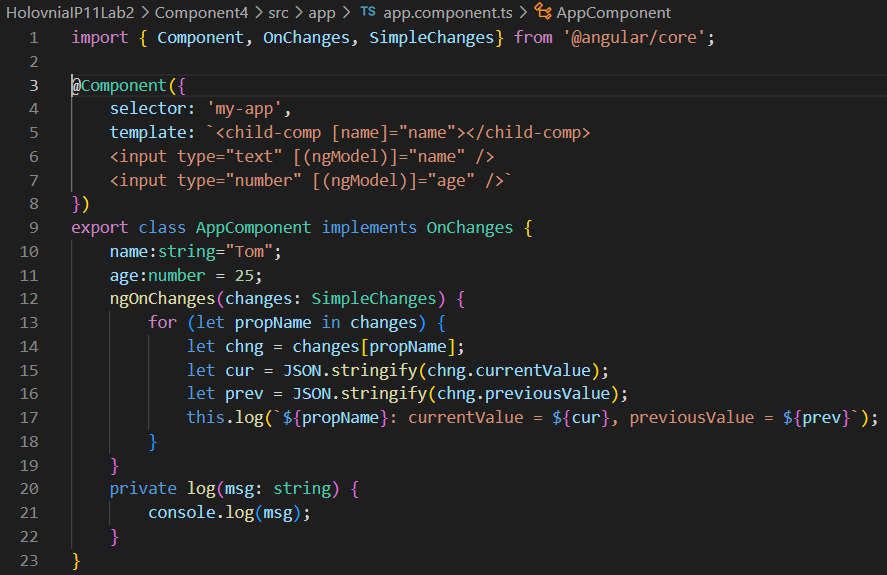 HolovniaIP11Lab2 > Component4 > src > app > TS app.component.ts > AppComponent
1 import { Component, OnChanges, SimpleChanges} from '@angular/core';
2
3 @Component({
4     selector: 'my-app',
5     template: `<child-comp [name]="name"></child-comp>
6     <input type="text" [(ngModel)]="name" />
7     <input type="number" [(ngModel)]="age" />`
8 })
9 export class AppComponent implements OnChanges {
10     name:string="Tom";
11     age:number = 25;
12     ngOnChanges(changes: SimpleChanges) {
13         for (let propName in changes) {
14             let chng = changes[propName];
15             let cur = JSON.stringify(chng.currentValue);
16             let prev = JSON.stringify(chng.previousValue);
17             this.log(`${propName}: currentValue = ${cur}, previousValue = ${prev}`);
18         }
19     }
20     private log(msg: string) {
21         console.log(msg);
22     }
23 }